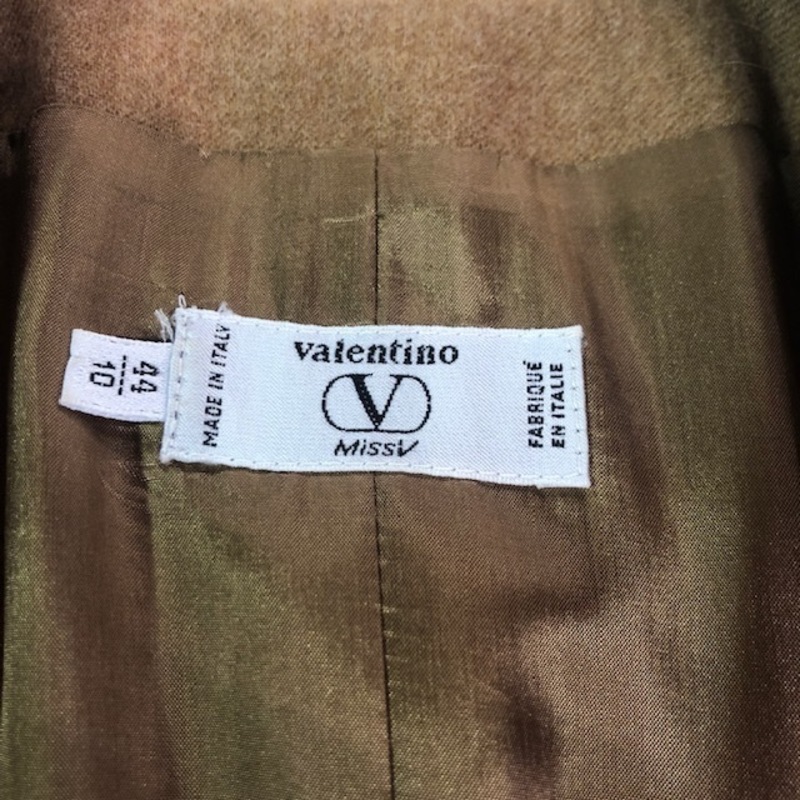 44
10
MADE IN ITALY
valentino
V
MissV
FABRIQUÉ
EN ITALIE